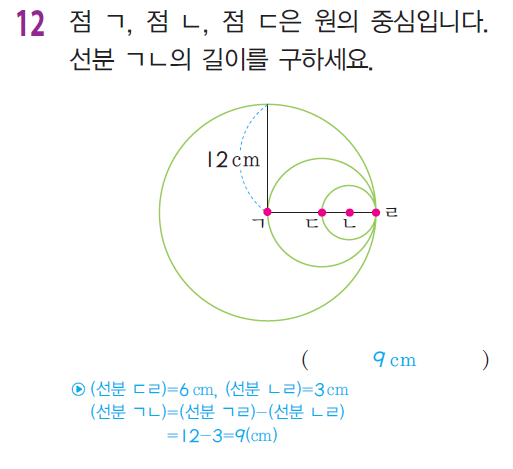 12 점 ㄱ, 점 ㄴ, 점 ㄷ은 원의 중심입니다.
선분 ㄱㄴ의 길이를 구하세요.
12cm
ㄱ ㄷ ㄴ ㄹ
( 9 cm )
(선분 ㄷㄹ)=6 cm, (선분 ㄴㄹ)=3 cm
(선분 ㄱㄴ)=(선분 ㄱㄹ)-(선분 ㄴㄹ)
=12-3=9(cm)